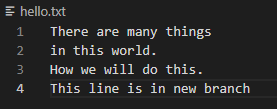 hello.txt
1 There are many things
2 in this world.
3 How we will do this.
4 This line is in new branch